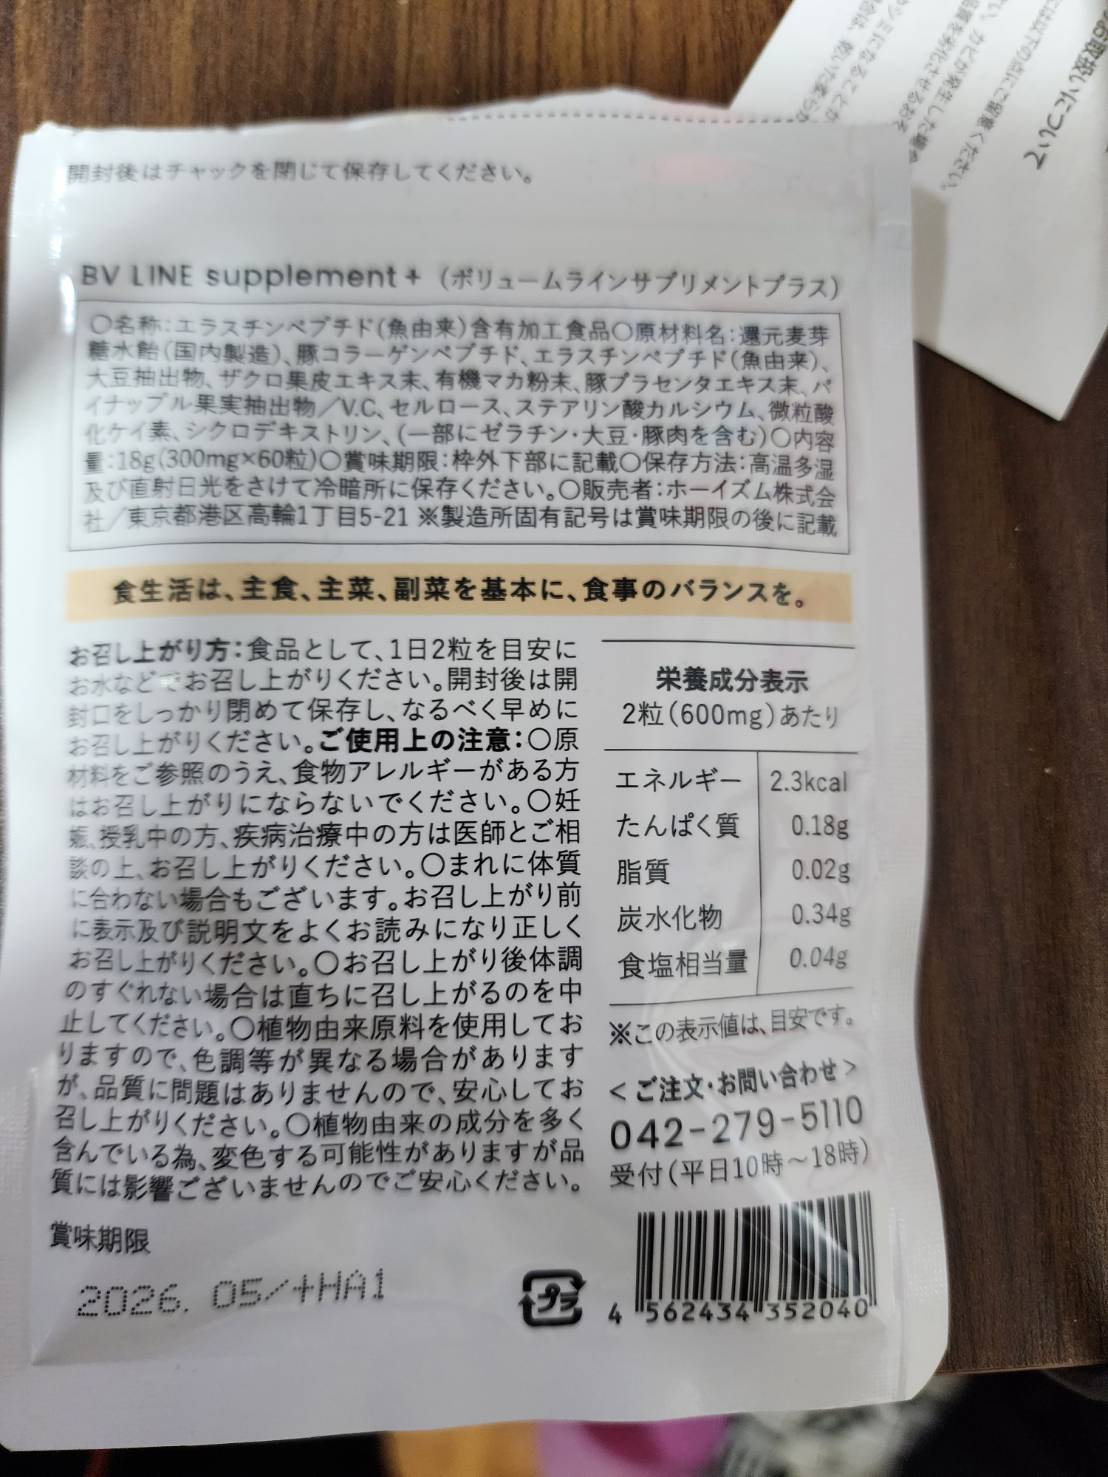 開封後はチャックを閉じて保存してください。
BV LINE supplement+（ボリュームラインサプリメントプラス）
〇名称：エラスチンペプチド（魚由来）含有加工食品〇原材料名：還元麦芽
糖水飴（国内製造）、豚コラーゲンペプチド、エラスチンペプチド（魚由来）、
大豆抽出物、ザクロ果皮エキス末、有機マカ粉末、豚プラセンタエキス末、パ
イナップル果実抽出物／V.C、セルロース、ステアリン酸カルシウム、微粒酸
化ケイ素、シクロデキストリン、（一部にゼラチン・大豆・豚肉を含む）〇内容
量：18g（300mg×60粒）〇賞味期限：枠外下部に記載〇保存方法：高温多湿
及び直射日光をさけて冷暗所に保存ください。〇販売者：ホーイズム株式会
社／東京都港区高輪1丁目5-21 ※製造所固有記号は賞味期限の後に記載
食生活は、主食、主菜、副菜を基本に、食事のバランスを。
お召し上がり方：食品として、1日2粒を目安に
お水などでお召し上がりください。開封後は開
封口をしっかり閉めて保存し、なるべく早めに
お召し上がりください。ご使用上の注意：〇原
材料をご参照のうえ、食物アレルギーがある方
はお召し上がりにならないでください。〇妊
娠、授乳中の方、疾病治療中の方は医師とご相
談の上、お召し上がりください。〇まれに体質
に合わない場合もございます。お召し上がり前
に表示及び説明文をよくお読みになり正しく
お召し上がりください。〇お召し上がり後体調
のすぐれない場合は直ちに召し上がるのを中
止してください。〇植物由来原料を使用してお
りますので、色調等が異なる場合があります
が、品質に問題はありませんので、安心してお
召し上がりください。〇植物由来の成分を多く
含んでいる為、変色する可能性がありますが品
質には影響ございませんのでご安心ください。
栄養成分表示
2粒（600mg）あたり
エネルギー 2.3kcal
たんぱく質 0.18g
脂質 0.02g
炭水化物 0.34g
食塩相当量 0.04g
※この表示値は、目安です。
＜ご注文・お問い合わせ＞
042-279-5110
受付（平日10時～18時）
賞味期限
2026. 05/+HA1
プラ
4 562434 352040
お取扱いについて
は以下の点にご留意ください。